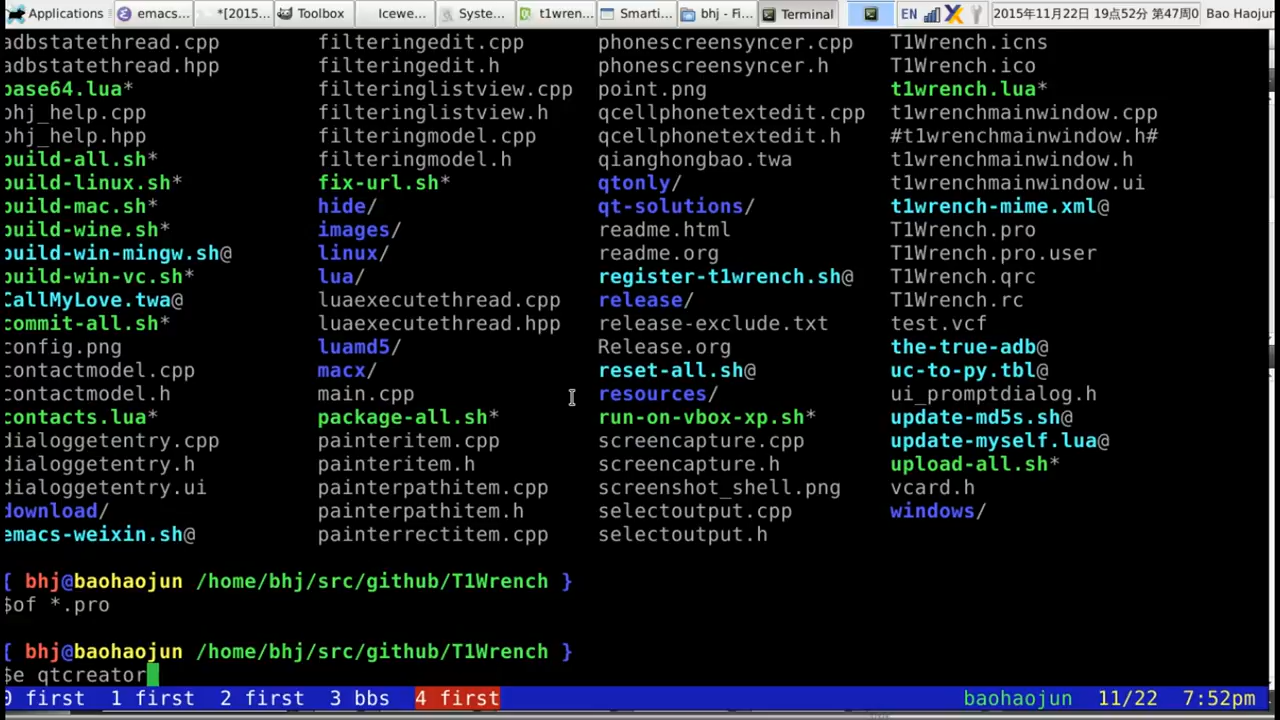 Applications emacs... *[2015... Toolbox Icewe... Syste... t1wren... Smarti... bhj - Fi... Terminal EN 2015年11月22日 19点52分 第47周0 Bao Haojun
adbstatethread.cpp filteringedit.cpp phonescreensyncer.cpp T1Wrench.icns
adbstatethread.hpp filteringedit.h phonescreensyncer.h T1Wrench.ico
base64.lua* filteringlistview.cpp point.png t1wrench.lua*
bhj_help.cpp filteringlistview.h qcellphonetextedit.cpp t1wrenchmainwindow.cpp
bhj_help.hpp filteringmodel.cpp qcellphonetextedit.h #t1wrenchmainwindow.h#
build-all.sh* filteringmodel.h qianghongbao.twa t1wrenchmainwindow.h
build-linux.sh* fix-url.sh* qtonly/ t1wrenchmainwindow.ui
build-mac.sh* hide/ qt-solutions/ t1wrench-mime.xml@
build-wine.sh* images/ readme.html T1Wrench.pro
build-win-mingw.sh@ linux/ readme.org T1Wrench.pro.user
build-win-vc.sh* lua/ register-t1wrench.sh@ T1Wrench.qrc
CallMyLove.twa@ luaexecutethread.cpp release/ T1Wrench.rc
commit-all.sh* luaexecutethread.hpp release-exclude.txt test.vcf
config.png luamd5/ Release.org the-true-adb@
contactmodel.cpp macx/ reset-all.sh@ uc-to-py.tbl@
contactmodel.h main.cpp resources/ ui_promptdialog.h
contacts.lua* package-all.sh* run-on-vbox-xp.sh* update-md5s.sh@
dialoggetentry.cpp painteritem.cpp screencapture.cpp update-myself.lua@
dialoggetentry.h painteritem.h screencapture.h upload-all.sh*
dialoggetentry.ui painterpathitem.cpp screenshot_shell.png vcard.h
download/ painterpathitem.h selectoutput.cpp windows/
emacs-weixin.sh@ painterrectitem.cpp selectoutput.h
[ bhj@baohaojun /home/bhj/src/github/T1Wrench }
$of *.pro
[ bhj@baohaojun /home/bhj/src/github/T1Wrench }
$e qtcreator
0 first 1 first 2 first 3 bbs 4 first baohaojun 11/22 7:52pm